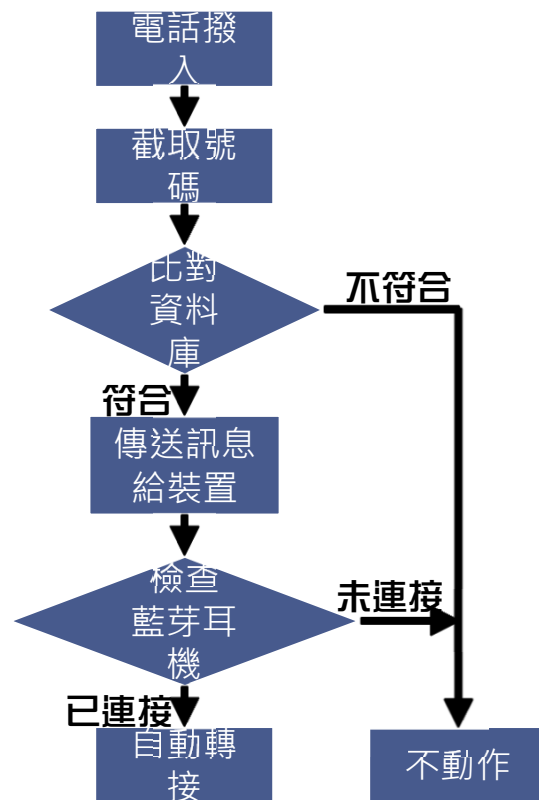 電話撥
入
截取號
碼
比對
資料
庫
不符合
符合
傳送訊息
給裝置
檢查
藍芽耳
機
未連接
已連接
自動轉
接
不動作